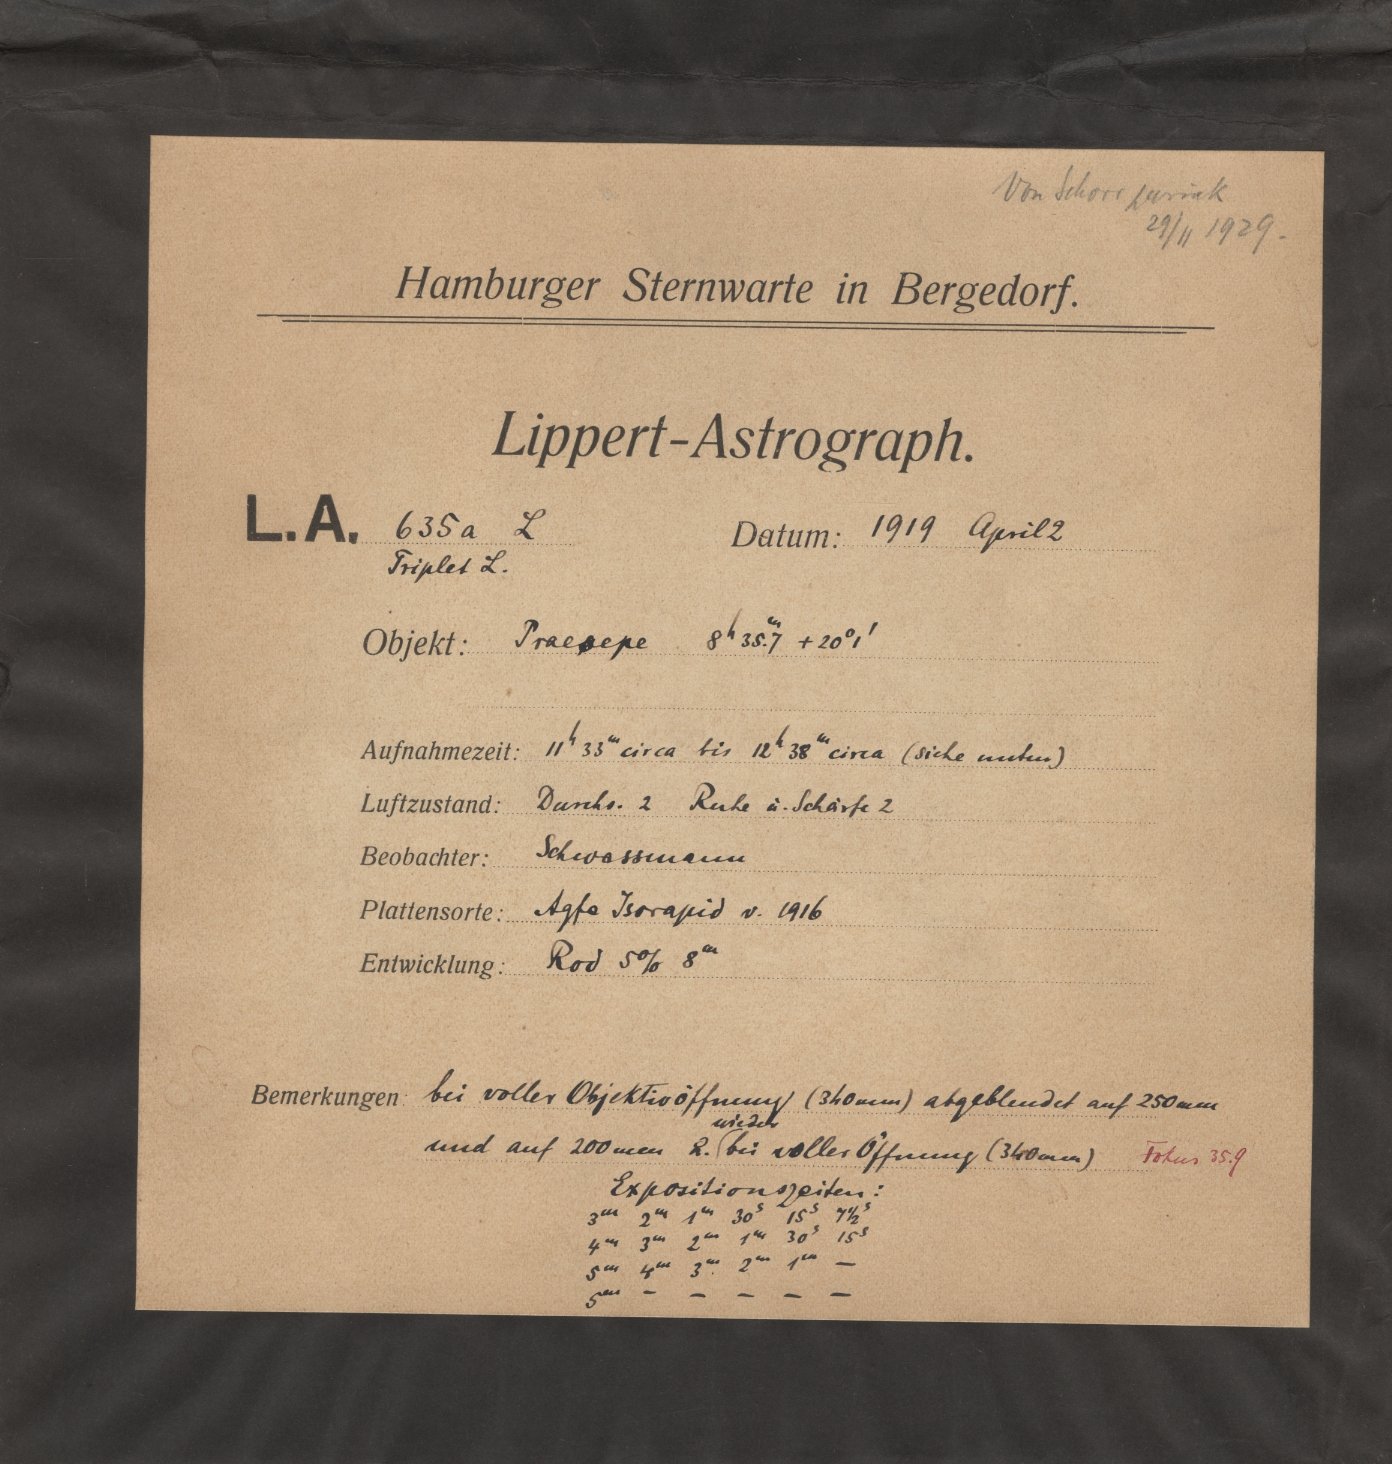 Von Schorr zurück
29/11 1929.
Hamburger Sternwarte in Bergedorf.
Lippert-Astrograph.
L.A. 635a L Datum: 1919 April 2
Triplet L.
Objekt: Praesepe 8ʰ 35.ᵐ7 +20°1'
Aufnahmezeit: 11ʰ 33ᵐ circa bis 12ʰ 38ᵐ circa (siehe unten)
Luftzustand: Durchs. 2 Ruhe u. Schärfe 2
Beobachter: Schwassmann
Plattensorte: Agfa Isorapid v. 1916
Entwicklung: Rod 5% 8ᵐ
Bemerkungen: bei voller Objektivöffnung (340mm) abgeblendet auf 250mm
wieder
und auf 200mm L. bei voller Öffnung (340mm) Fokus 35.9
Expositionszeiten:
3ᵐ 2ᵐ 1ᵐ 30ˢ 15ˢ 7½ˢ
4ᵐ 3ᵐ 2ᵐ 1ᵐ 30ˢ 15ˢ
5ᵐ 4ᵐ 3ᵐ 2ᵐ 1ᵐ —
5ᵐ — — — — —